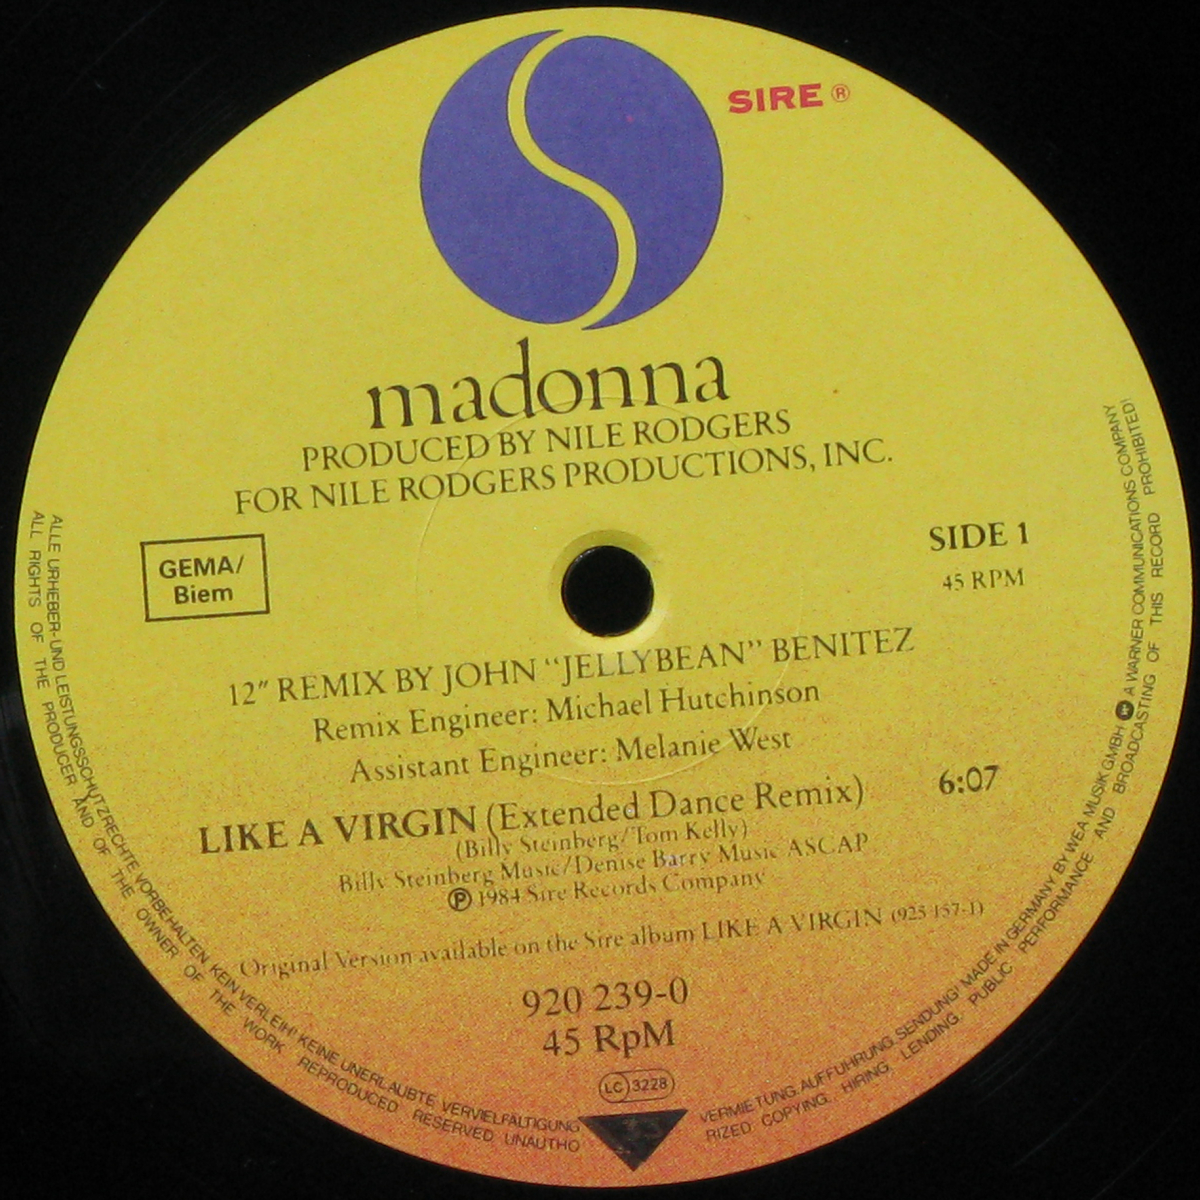 SIRE ®
madonna
PRODUCED BY NILE RODGERS
FOR NILE RODGERS PRODUCTIONS, INC.
GEMA/
Biem
SIDE 1
45 RPM
12" REMIX BY JOHN “JELLYBEAN” BENITEZ
Remix Engineer: Michael Hutchinson
Assistant Engineer: Melanie West
LIKE A VIRGIN (Extended Dance Remix) 6:07
(Billy Steinberg/Tom Kelly)
Billy Steinberg Music/Denise Barry Music ASCAP
Ⓟ 1984 Sire Records Company
Original Version available on the Sire album LIKE A VIRGIN (925 157-1)
920 239-0
45 RpM
LC 3228
ALLE URHEBER- UND LEISTUNGSSCHUTZRECHTE VORBEHALTEN KEIN VERLEIH! KEINE UNERLAUBTE VERVIELFÄLTIGUNG VERMIETUNG AUFFÜHRUNG, SENDUNG! MADE IN GERMANY BY WEA MUSIK GMBH A WARNER COMMUNICATIONS COMPANY
ALL RIGHTS OF THE PRODUCER AND OF THE OWNER OF THE WORK REPRODUCED RESERVED UNAUTHO RIZED COPYING, HIRING, LENDING, PUBLIC PERFORMANCE AND BROADCASTING OF THIS RECORD PROHIBITED!